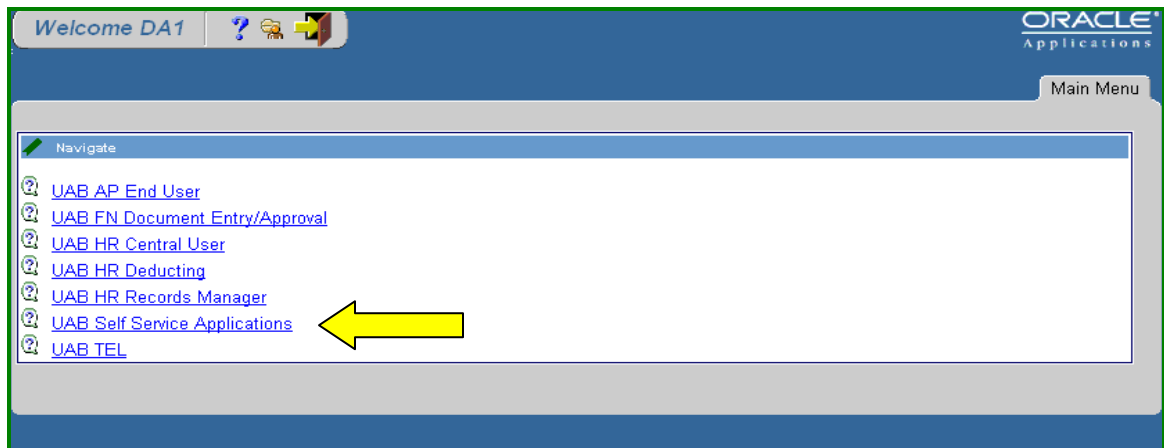 Welcome DA1
ORACLE
Applications
Main Menu
Navigate
UAB AP End User
UAB FN Document Entry/Approval
UAB HR Central User
UAB HR Deducting
UAB HR Records Manager
UAB Self Service Applications
UAB TEL